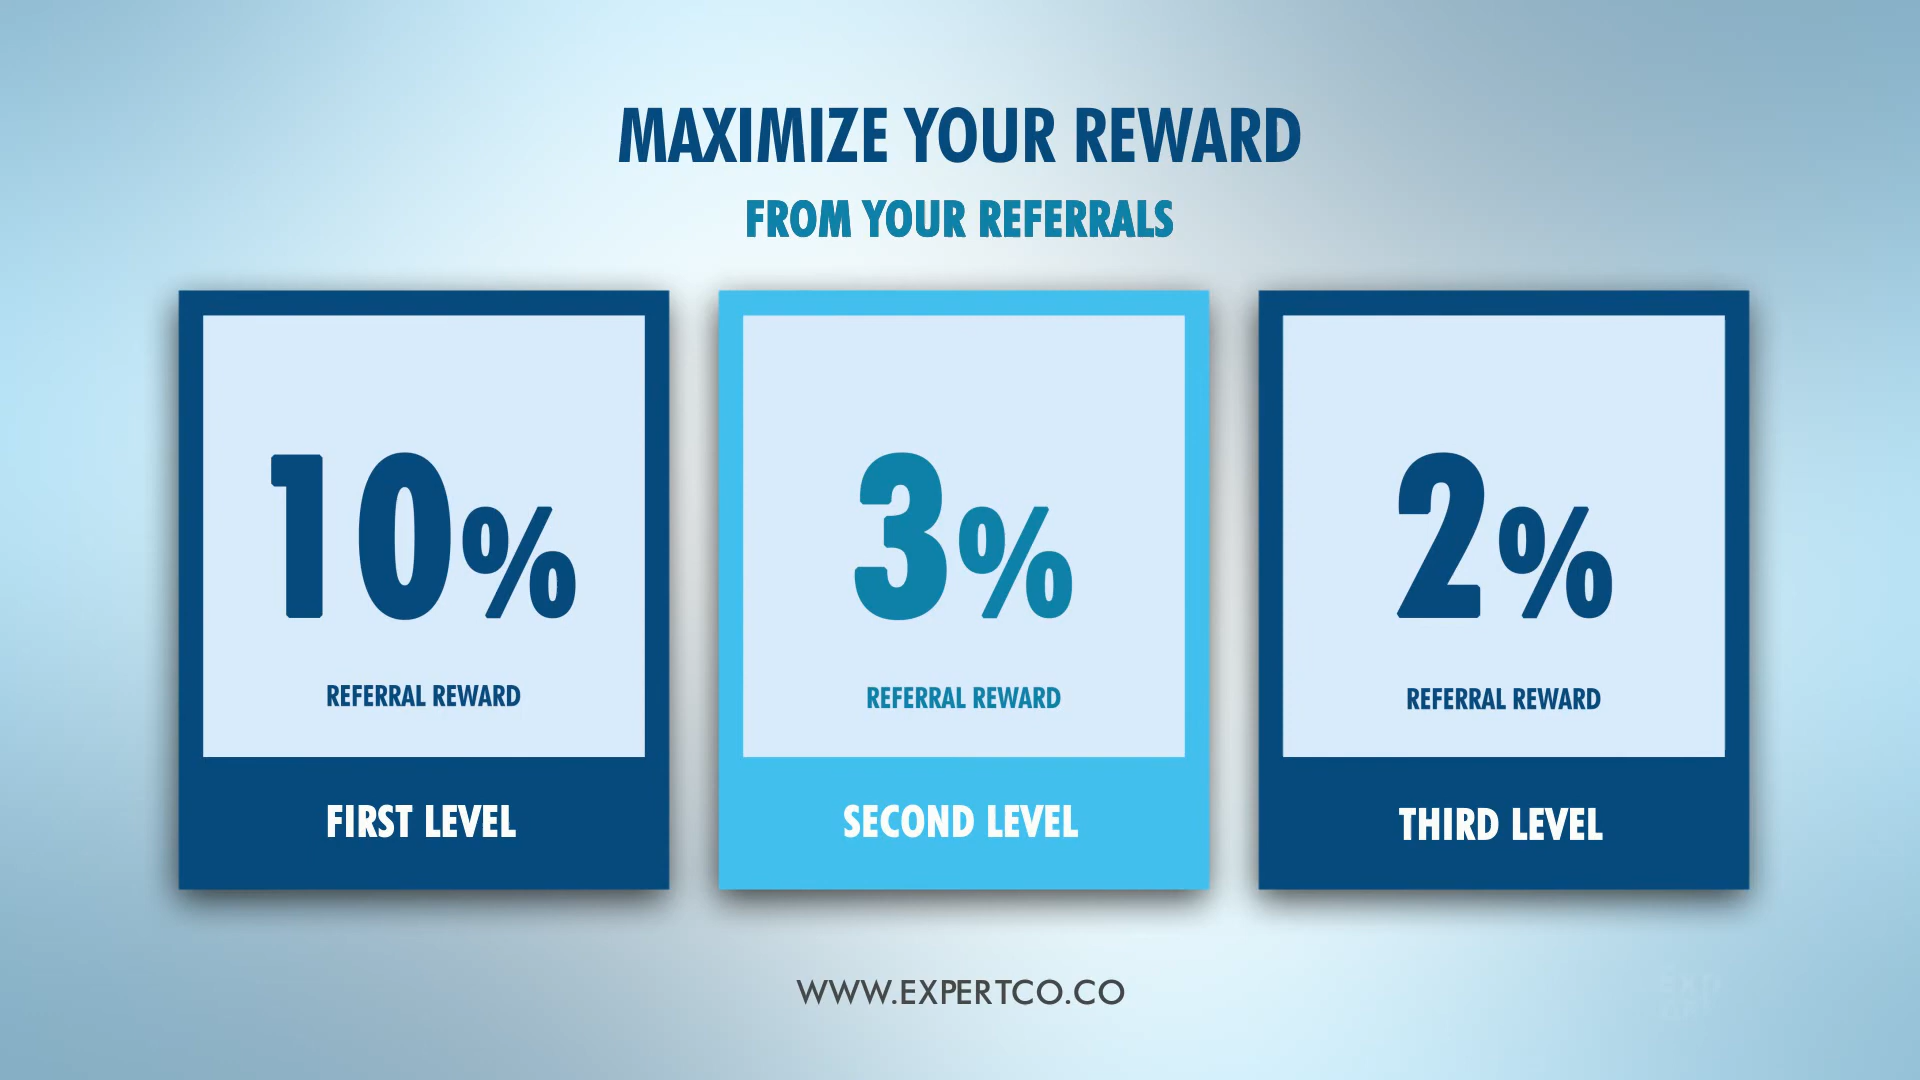 MAXIMIZE YOUR REWARD
FROM YOUR REFERRALS
10%
REFERRAL REWARD
FIRST LEVEL
3%
REFERRAL REWARD
SECOND LEVEL
2%
REFERRAL REWARD
THIRD LEVEL
WWW.EXPERTCO.CO